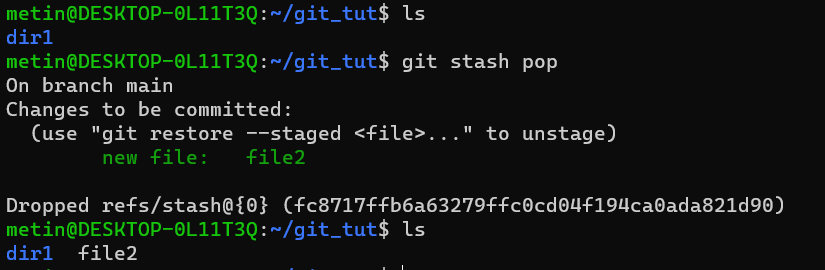 metin@DESKTOP-0L11T3Q:~/git_tut$ ls
dir1
metin@DESKTOP-0L11T3Q:~/git_tut$ git stash pop
On branch main
Changes to be committed:
  (use "git restore --staged <file>..." to unstage)
        new file:   file2

Dropped refs/stash@{0} (fc8717ffb6a63279ffc0cd04f194ca0ada821d90)
metin@DESKTOP-0L11T3Q:~/git_tut$ ls
dir1  file2